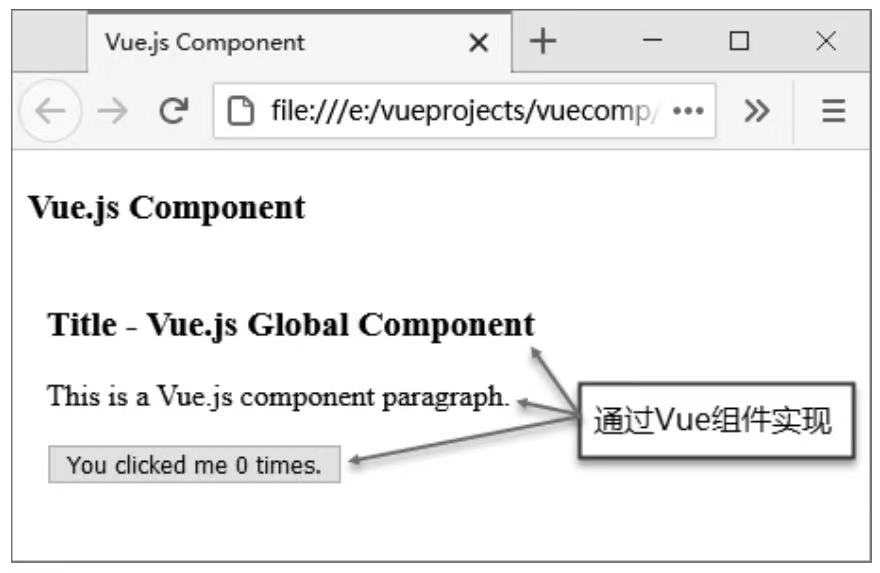 Vue.js Component
file:///e:/vueprojects/vuecomp/
Vue.js Component
Title - Vue.js Global Component
This is a Vue.js component paragraph.
通过Vue组件实现
You clicked me 0 times.